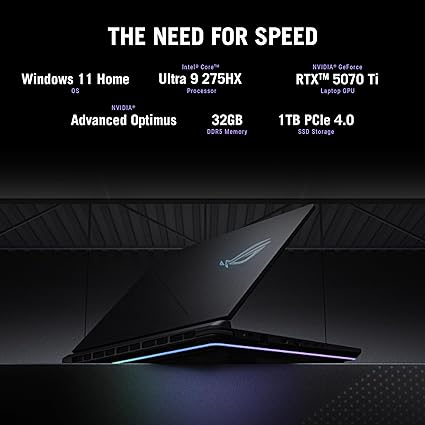 THE NEED FOR SPEED
Windows 11 Home
OS
Intel® Core™
Ultra 9 275HX
Processor
NVIDIA® GeForce
RTX™ 5070 Ti
Laptop GPU
NVIDIA®
Advanced Optimus
32GB
DDR5 Memory
1TB PCIe 4.0
SSD Storage